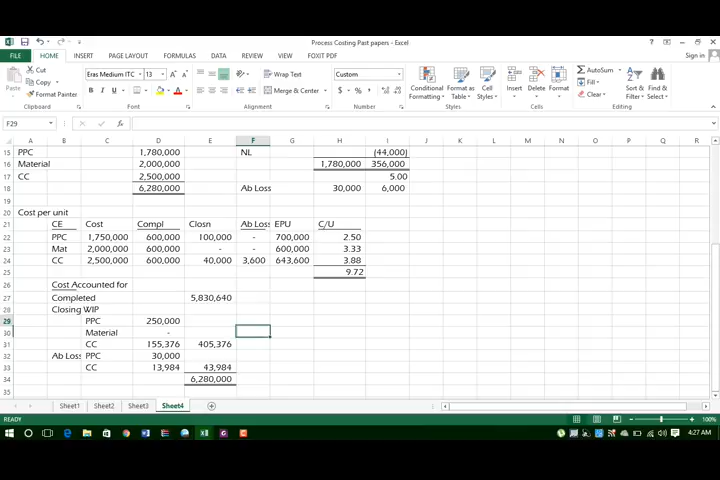 Process Costing Past papers - Excel
FILE HOME INSERT PAGE LAYOUT FORMULAS DATA REVIEW VIEW FOXIT PDF Sign in
Paste Cut Copy Format Painter Clipboard
Eras Medium ITC 13 Font
Wrap Text Merge & Center Alignment
Custom Number
Conditional Formatting Format as Table Cell Styles Styles
Insert Delete Format Cells
AutoSum Fill Clear Sort & Filter Find & Select Editing
F29
A B C D E F G H I J K L M N O P Q R
15 PPC 1,780,000 NL (44,000)
16 Material 2,000,000 1,780,000 356,000
17 CC 2,500,000 5.00
18 6,280,000 Ab Loss 30,000 6,000
19
20 Cost per unit
21 CE Cost Compl Closn Ab Loss EPU C/U
22 PPC 1,750,000 600,000 100,000 - 700,000 2.50
23 Mat 2,000,000 600,000 - - 600,000 3.33
24 CC 2,500,000 600,000 40,000 3,600 643,600 3.88
25 9.72
26 Cost Accounted for
27 Completed 5,830,640
28 Closing WIP
29 PPC 250,000
30 Material -
31 CC 155,376 405,376
32 Ab Loss PPC 30,000
33 CC 13,984 43,984
34 6,280,000
35
Sheet1 Sheet2 Sheet3 Sheet4
READY 100%
4:27 AM